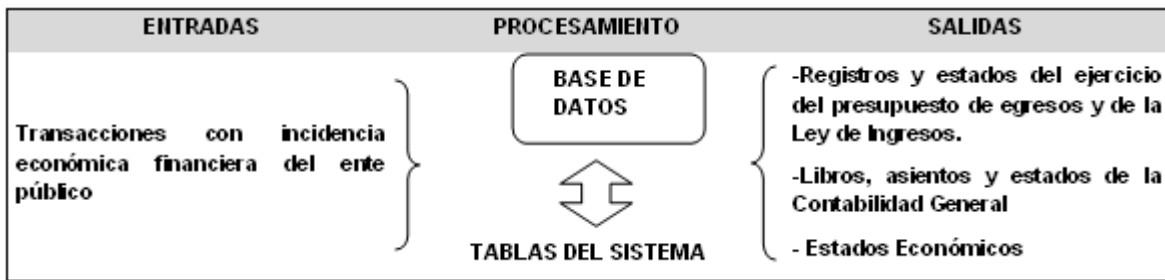 ENTRADAS
PROCESAMIENTO
SALIDAS
Transacciones con incidencia
económica financiera del ente
público
BASE DE
DATOS
TABLAS DEL SISTEMA
-Registros y estados del ejercicio
del presupuesto de egresos y de la
Ley de Ingresos.
-Libros, asientos y estados de la
Contabilidad General
- Estados Económicos